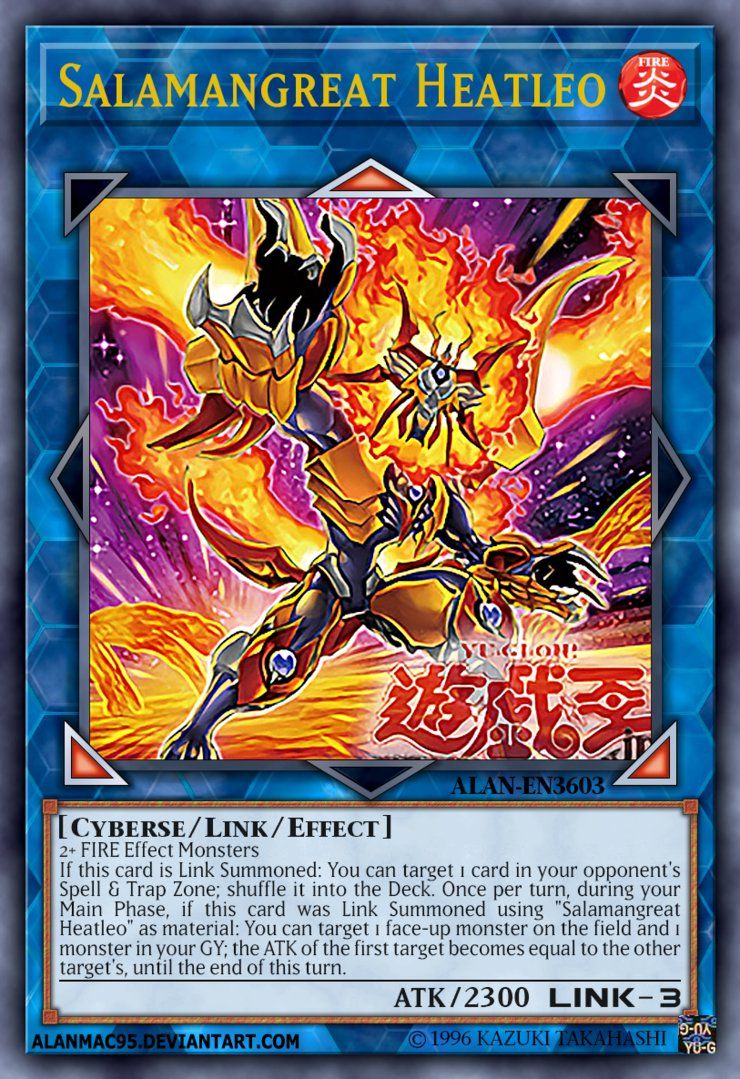 SALAMANGREAT HEATLEO
FIRE
炎
YU-GI-OH!
遊戯王
ALAN-EN3603
[CYBERSE/LINK/EFFECT]
2+ FIRE Effect Monsters
If this card is Link Summoned: You can target 1 card in your opponent's
Spell & Trap Zone; shuffle it into the Deck. Once per turn, during your
Main Phase, if this card was Link Summoned using "Salamangreat
Heatleo" as material: You can target 1 face-up monster on the field and 1
monster in your GY; the ATK of the first target becomes equal to the other
target's, until the end of this turn.
ATK/2300 LINK-3
ALANMAC95.DEVIANTART.COM
©1996 KAZUKI TAKAHASHI
YU-G